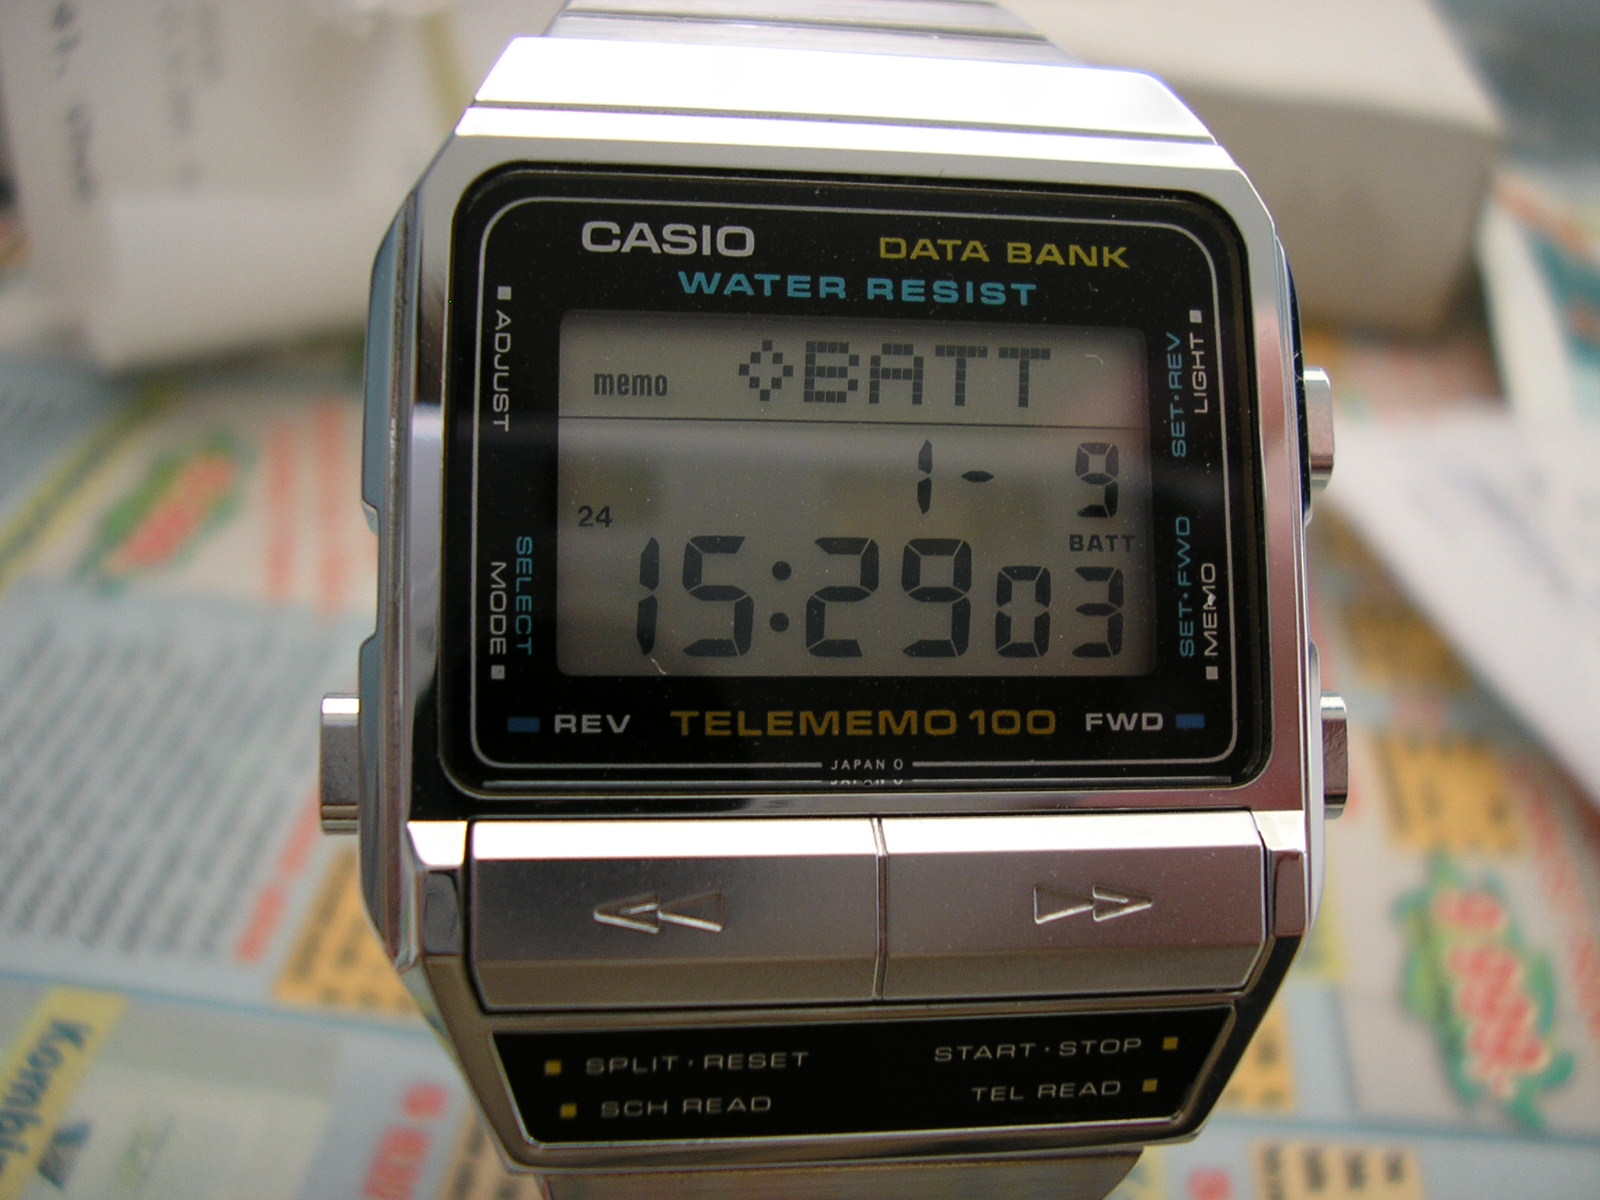 CASIO
DATA BANK
WATER RESIST
ADJUST
SET·REV
LIGHT
memo ◇BATT
1- 9
24
BATT
15:29 03
SELECT
MODE
SET·FWD
MEMO
REV TELEMEMO 100 FWD
JAPAN 0
SPLIT·RESET START·STOP
SCH READ TEL READ